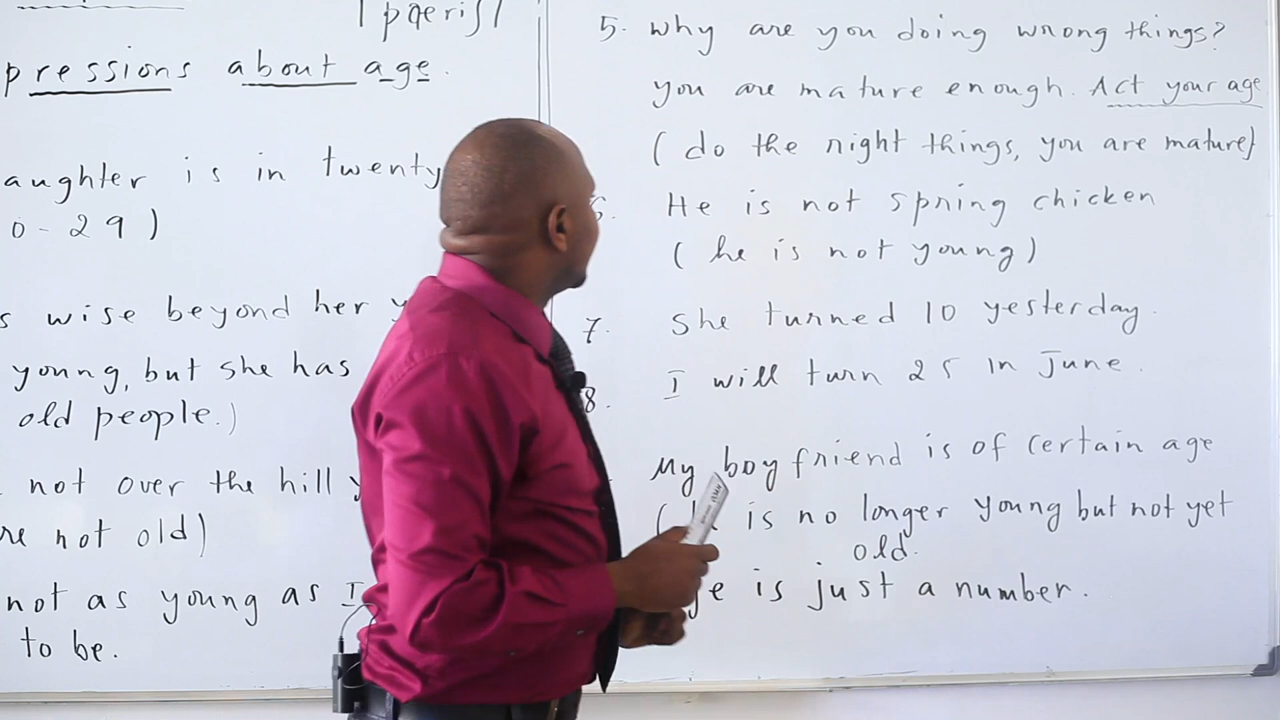 pressions about age.
aughter is in twenty
0-29)
s wise beyond her
young, but she has
old people.)
not over the hill
re not old)
not as young as I
to be.
5. Why are you doing wrong things?
you are mature enough. Act your age
(do the right things, you are mature)
6. He is not spring chicken
(he is not young)
7. She turned 10 yesterday.
8. I will turn 25 in June.
My boyfriend is of certain age
is no longer young but not yet
old.
is just a number.